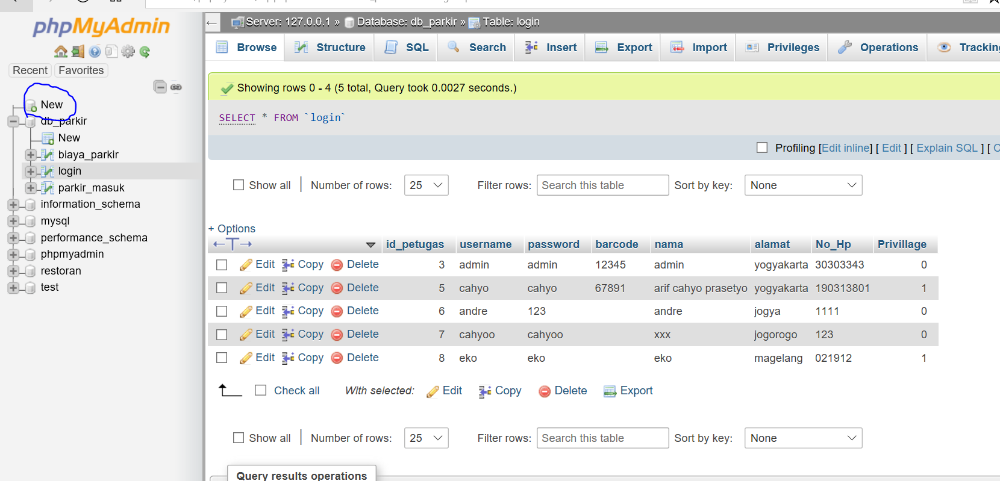 phpMyAdmin
Recent Favorites
New
db_parkir
New
biaya_parkir
login
parkir_masuk
information_schema
mysql
performance_schema
phpmyadmin
restoran
test
Server: 127.0.0.1 » Database: db_parkir » Table: login
Browse Structure SQL Search Insert Export Import Privileges Operations Tracking
Showing rows 0 - 4 (5 total, Query took 0.0027 seconds.)
SELECT * FROM `login`
Profiling [Edit inline] [ Edit ] [ Explain SQL ] [ C
Show all Number of rows: 25 Filter rows: Search this table Sort by key: None
+ Options
id_petugas username password barcode nama alamat No_Hp Privillage
Edit Copy Delete 3 admin admin 12345 admin yogyakarta 30303343 0
Edit Copy Delete 5 cahyo cahyo 67891 arif cahyo prasetyo yogyakarta 190313801 1
Edit Copy Delete 6 andre 123 andre jogya 1111 0
Edit Copy Delete 7 cahyoo cahyoo xxx jogorogo 123 0
Edit Copy Delete 8 eko eko eko magelang 021912 1
Check all With selected: Edit Copy Delete Export
Show all Number of rows: 25 Filter rows: Search this table Sort by key: None
Query results operations